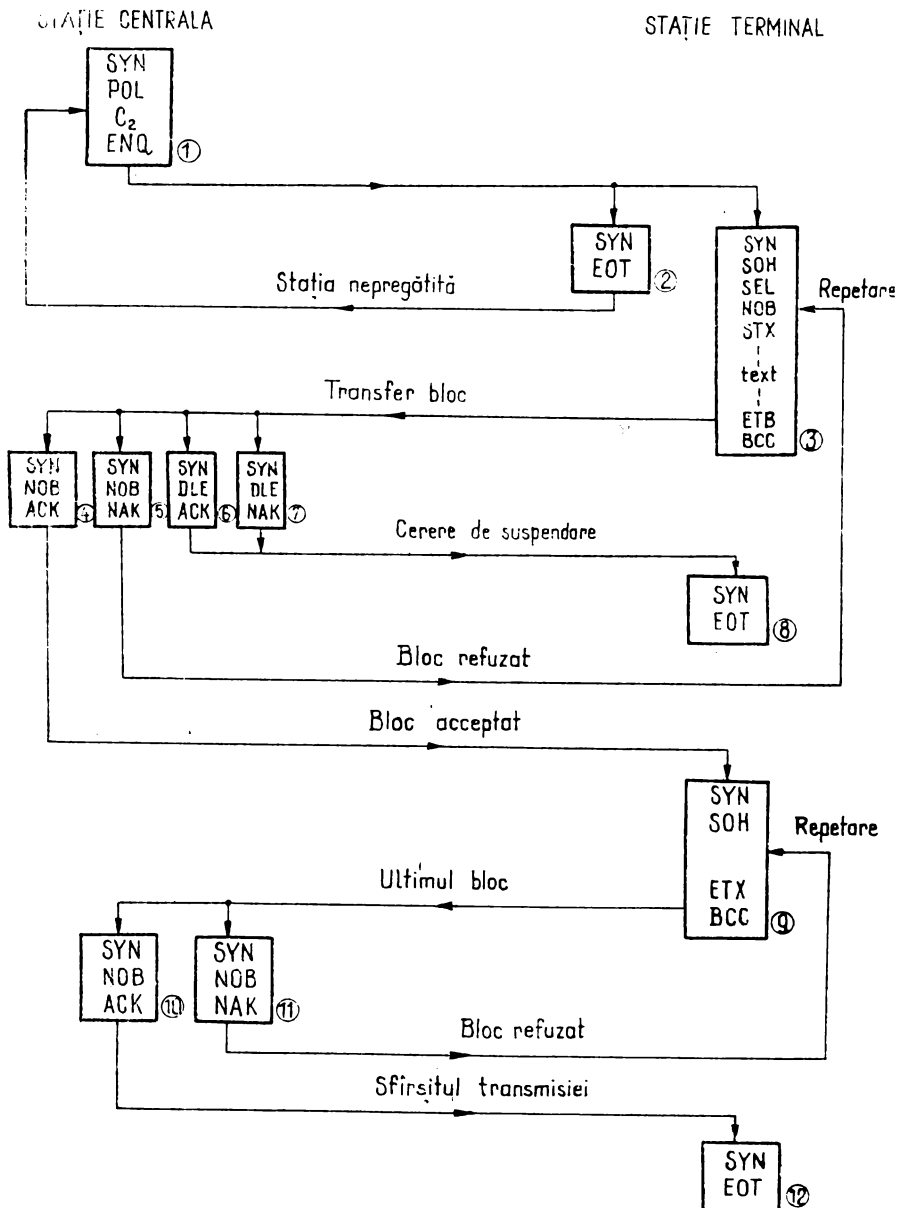 STAȚIE CENTRALA
STAȚIE TERMINAL
SYN
POL
C₂
ENQ
①
SYN
EOT
②
Stația nepregătită
SYN
SOH
SEL
NOB
STX
text
ETB
BCC
③
Repetare
Transfer bloc
SYN
NOB
ACK
④
SYN
NOB
NAK
⑤
SYN
DLE
ACK
⑥
SYN
DLE
NAK
⑦
Cerere de suspendare
SYN
EOT
⑧
Bloc refuzat
Bloc acceptat
SYN
SOH
ETX
BCC
⑨
Repetare
Ultimul bloc
SYN
NOB
ACK
⑩
SYN
NOB
NAK
⑪
Bloc refuzat
Sfîrșitul transmisiei
SYN
EOT
⑫